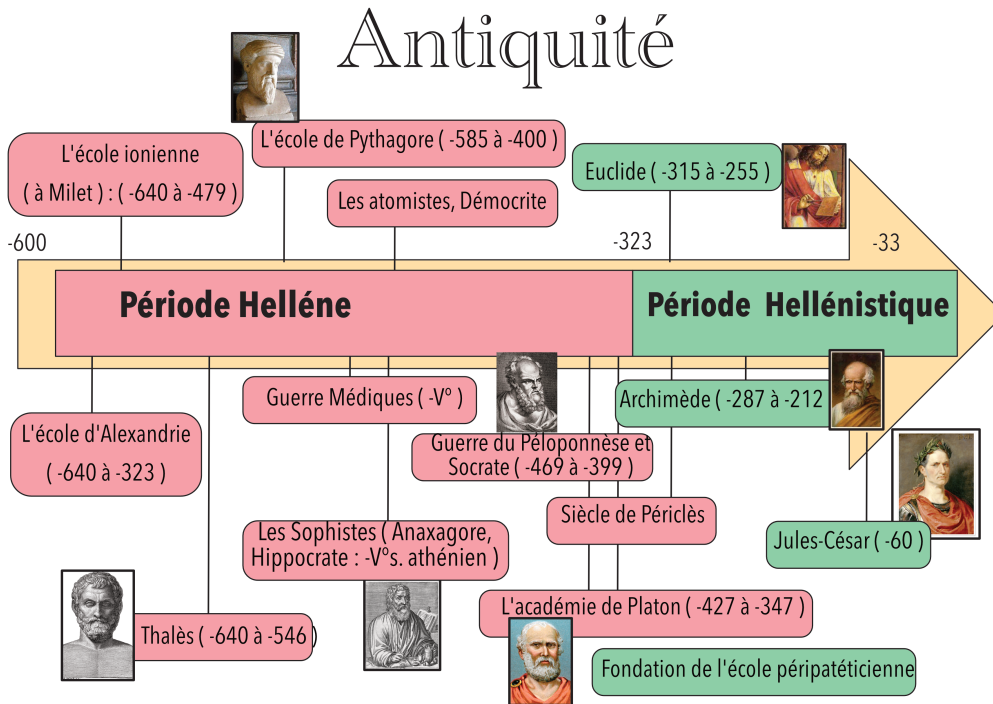 Antiquité
L'école de Pythagore ( -585 à -400 )
L'école ionienne
( à Milet ) : ( -640 à -479 )
Euclide ( -315 à -255 )
Les atomistes, Démocrite
-600
-323
-33
Période Helléne
Période Hellénistique
Guerre Médiques ( -Vº )
Archimède ( -287 à -212
L'école d'Alexandrie
( -640 à -323 )
Guerre du Péloponnèse et
Socrate ( -469 à -399 )
Siècle de Périclès
Les Sophistes ( Anaxagore,
Hippocrate : -Vºs. athénien )
Jules-César ( -60 )
L'académie de Platon ( -427 à -347 )
Thalès ( -640 à -546 )
Fondation de l'école péripatéticienne